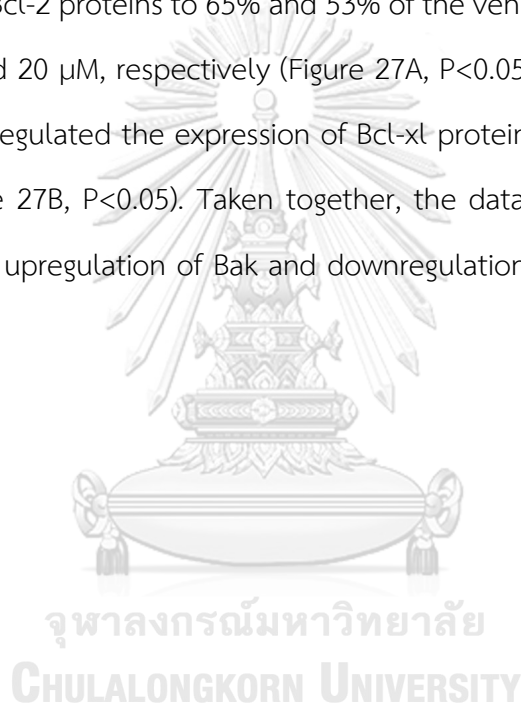 Bcl-2 proteins to 65% and 53% of the
d 20 µM, respectively (Figure 27A, P<0.05
egulated the expression of Bcl-xl protein
e 27B, P<0.05). Taken together, the data
upregulation of Bak and downregulation
จุฬาลงกรณ์มหาวิทยาลัย
CHULALONGKORN UNIVERSITY